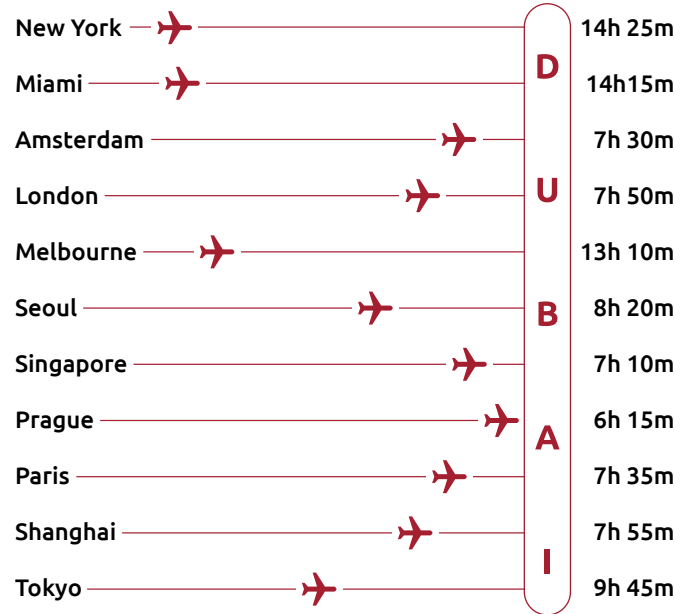 New York 14h 25m
Miami 14h15m
Amsterdam 7h 30m
London 7h 50m
Melbourne 13h 10m
Seoul 8h 20m
Singapore 7h 10m
Prague 6h 15m
Paris 7h 35m
Shanghai 7h 55m
Tokyo 9h 45m
DUBAI